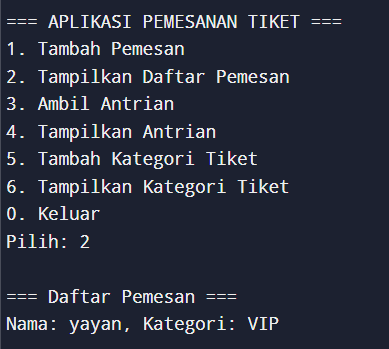 === APLIKASI PEMESANAN TIKET ===
1. Tambah Pemesan
2. Tampilkan Daftar Pemesan
3. Ambil Antrian
4. Tampilkan Antrian
5. Tambah Kategori Tiket
6. Tampilkan Kategori Tiket
0. Keluar
Pilih: 2
=== Daftar Pemesan ===
Nama: yayan, Kategori: VIP